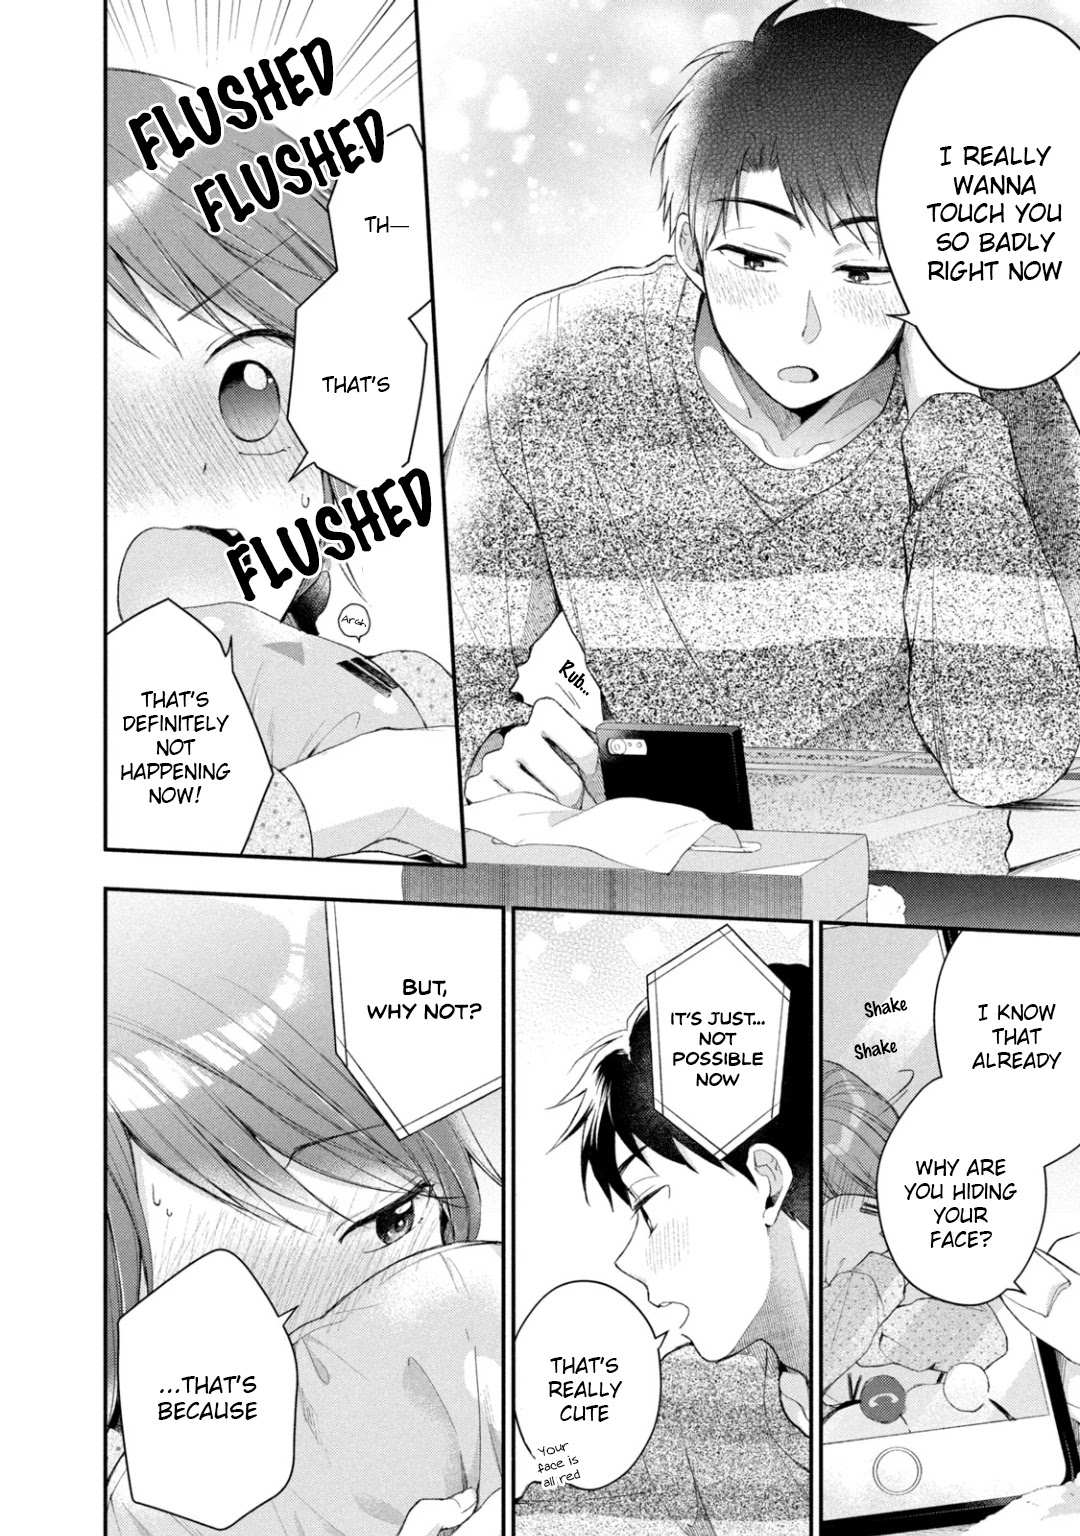 I REALLY
WANNA
TOUCH YOU
SO BADLY
RIGHT NOW
Rub...
FLUSHED
FLUSHED
TH—
THAT'S
FLUSHED
Argh
THAT'S
DEFINITELY
NOT
HAPPENING
NOW!
I KNOW
THAT
ALREADY
Shake
Shake
WHY ARE
YOU HIDING
YOUR
FACE?
IT'S JUST...
NOT
POSSIBLE
NOW
THAT'S
REALLY
CUTE
Your
face is
all red
BUT,
WHY NOT?
...THAT'S
BECAUSE